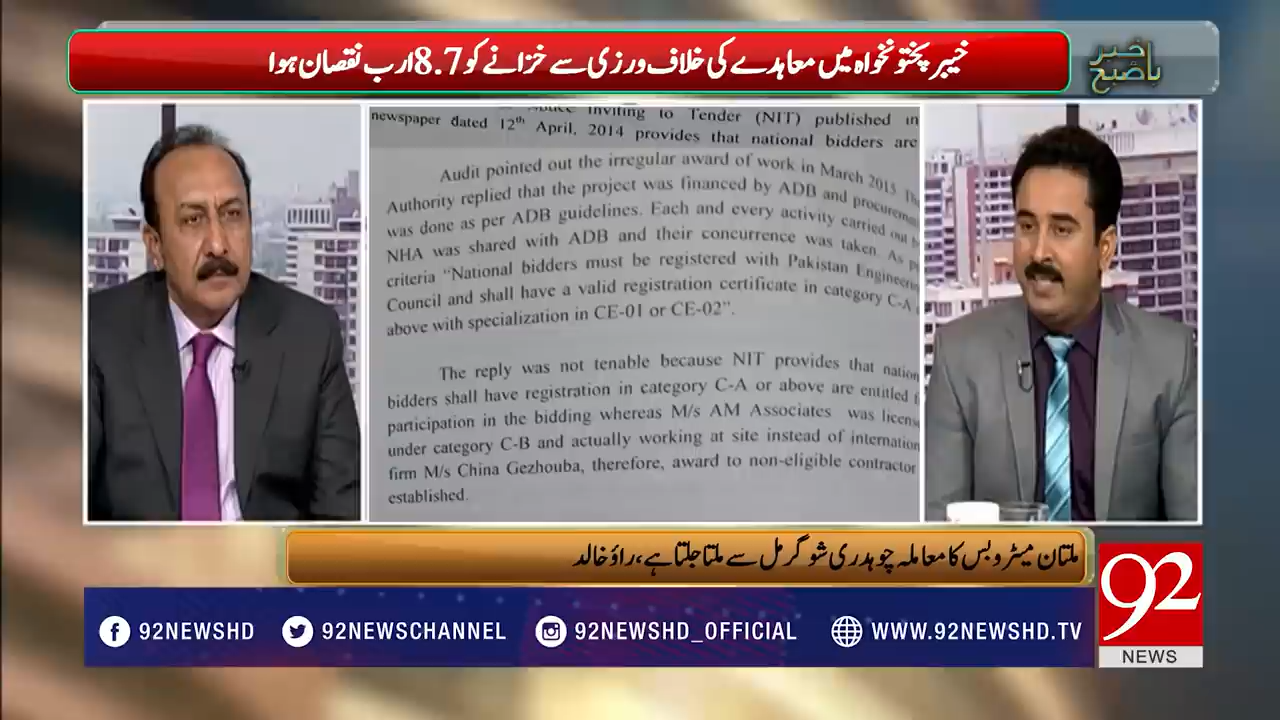 خیبر پختونخواہ میں معاہدے کی خلاف ورزی سے خزانے کو 8.7 ارب نقصان ہوا
باخبر
صبح
Inviting to Tender (NIT) published in
newspaper dated 12th April, 2014 provides that national bidders are
Audit pointed out the irregular award of work in March 2015. The
Authority replied that the project was financed by ADB and
was done as per ADB guidelines. Each and every activity carried out
NHA was shared with ADB and their concurrence was taken. As
criteria “National bidders must be registered with Pakistan
Council and shall have a valid registration certificate in category C-A
above with specialization in CE-01 or CE-02”.
The reply was not tenable because NIT provides that
bidders shall have registration in category C-A or above are entitled
participation in the bidding whereas M/s AM Associates was
under category C-B and actually working at site instead of
firm M/s China Gezhouba, therefore, award to non-eligible contractor
established.
ملتان میٹرو بس کا معاملہ چوہدری شوگر مل سے ملتا جلتا ہے، راؤ خالد
92NEWSHD 92NEWSCHANNEL 92NEWSHD_OFFICIAL WWW.92NEWSHD.TV
92
NEWS